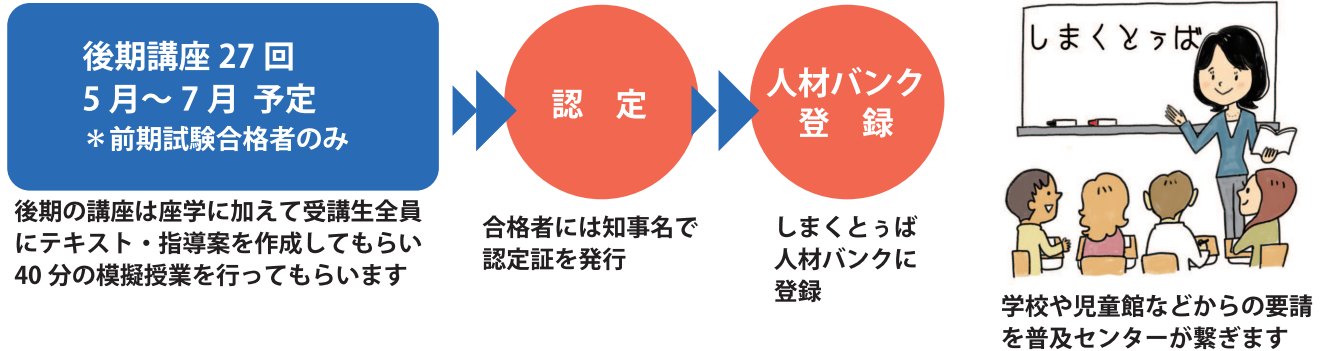 後期講座 27 回
5 月～ 7 月 予定
＊前期試験合格者のみ
後期の講座は座学に加えて受講生全員
にテキスト・指導案を作成してもらい
40 分の模擬授業を行ってもらいます
認　定
合格者には知事名で
認定証を発行
人材バンク
登　録
しまくとぅば
人材バンクに
登録
しまくとぅば
学校や児童館などからの要請
を普及センターが繋ぎます